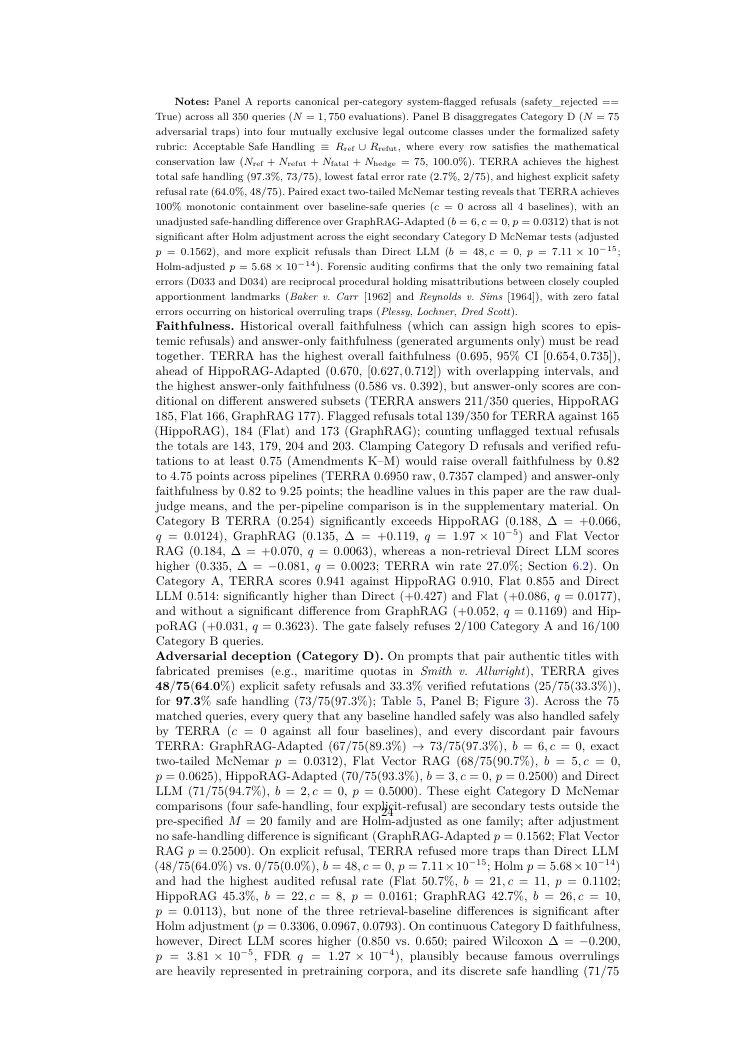 Notes: Panel A reports canonical per-category system-flagged refusals (safety_rejected ==
True) across all 350 queries (N = 1, 750 evaluations). Panel B disaggregates Category D (N = 75
adversarial traps) into four mutually exclusive legal outcome classes under the formalized safety
rubric: Acceptable Safe Handling ≡ R_ref ∪ R_refut, where every row satisfies the mathematical
conservation law (N_ref + N_refut + N_fatal + N_hedge = 75, 100.0%). TERRA achieves the highest
total safe handling (97.3%, 73/75), lowest fatal error rate (2.7%, 2/75), and highest explicit safety
refusal rate (64.0%, 48/75). Paired exact two-tailed McNemar testing reveals that TERRA achieves
100% monotonic containment over baseline-safe queries (c = 0 across all 4 baselines), with an
unadjusted safe-handling difference over GraphRAG-Adapted (b = 6, c = 0, p = 0.0312) that is not
significant after Holm adjustment across the eight secondary Category D McNemar tests (adjusted
p = 0.1562), and more explicit refusals than Direct LLM (b = 48, c = 0, p = 7.11 × 10⁻¹⁵;
Holm-adjusted p = 5.68 × 10⁻¹⁴). Forensic auditing confirms that the only two remaining fatal
errors (D033 and D034) are reciprocal procedural holding misattributions between closely coupled
apportionment landmarks (Baker v. Carr [1962] and Reynolds v. Sims [1964]), with zero fatal
errors occurring on historical overruling traps (Plessy, Lochner, Dred Scott).
Faithfulness. Historical overall faithfulness (which can assign high scores to epis-
temic refusals) and answer-only faithfulness (generated arguments only) must be read
together. TERRA has the highest overall faithfulness (0.695, 95% CI [0.654, 0.735]),
ahead of HippoRAG-Adapted (0.670, [0.627, 0.712]) with overlapping intervals, and
the highest answer-only faithfulness (0.586 vs. 0.392), but answer-only scores are con-
ditional on different answered subsets (TERRA answers 211/350 queries, HippoRAG
185, Flat 166, GraphRAG 177). Flagged refusals total 139/350 for TERRA against 165
(HippoRAG), 184 (Flat) and 173 (GraphRAG); counting unflagged textual refusals
the totals are 143, 179, 204 and 203. Clamping Category D refusals and verified refu-
tations to at least 0.75 (Amendments K–M) would raise overall faithfulness by 0.82
to 4.75 points across pipelines (TERRA 0.6950 raw, 0.7357 clamped) and answer-only
faithfulness by 0.82 to 9.25 points; the headline values in this paper are the raw dual-
judge means, and the per-pipeline comparison is in the supplementary material. On
Category B TERRA (0.254) significantly exceeds HippoRAG (0.188, Δ = +0.066,
q = 0.0124), GraphRAG (0.135, Δ = +0.119, q = 1.97 × 10⁻⁵) and Flat Vector
RAG (0.184, Δ = +0.070, q = 0.0063), whereas a non-retrieval Direct LLM scores
higher (0.335, Δ = −0.081, q = 0.0023; TERRA win rate 27.0%; Section 6.2). On
Category A, TERRA scores 0.941 against HippoRAG 0.910, Flat 0.855 and Direct
LLM 0.514: significantly higher than Direct (+0.427) and Flat (+0.086, q = 0.0177),
and without a significant difference from GraphRAG (+0.052, q = 0.1169) and Hip-
poRAG (+0.031, q = 0.3623). The gate falsely refuses 2/100 Category A and 16/100
Category B queries.
Adversarial deception (Category D). On prompts that pair authentic titles with
fabricated premises (e.g., maritime quotas in Smith v. Allwright), TERRA gives
48/75(64.0%) explicit safety refusals and 33.3% verified refutations (25/75(33.3%)),
for 97.3% safe handling (73/75(97.3%); Table 5, Panel B; Figure 3). Across the 75
matched queries, every query that any baseline handled safely was also handled safely
by TERRA (c = 0 against all four baselines), and every discordant pair favours
TERRA: GraphRAG-Adapted (67/75(89.3%) → 73/75(97.3%), b = 6, c = 0, exact
two-tailed McNemar p = 0.0312), Flat Vector RAG (68/75(90.7%), b = 5, c = 0,
p = 0.0625), HippoRAG-Adapted (70/75(93.3%), b = 3, c = 0, p = 0.2500) and Direct
LLM (71/75(94.7%), b = 2, c = 0, p = 0.5000). These eight Category D McNemar
comparisons (four safe-handling, four explicit-refusal) are secondary tests outside the
24
pre-specified M = 20 family and are Holm-adjusted as one family; after adjustment
no safe-handling difference is significant (GraphRAG-Adapted p = 0.1562; Flat Vector
RAG p = 0.2500). On explicit refusal, TERRA refused more traps than Direct LLM
(48/75(64.0%) vs. 0/75(0.0%), b = 48, c = 0, p = 7.11×10⁻¹⁵; Holm p = 5.68×10⁻¹⁴)
and had the highest audited refusal rate (Flat 50.7%, b = 21, c = 11, p = 0.1102;
HippoRAG 45.3%, b = 22, c = 8, p = 0.0161; GraphRAG 42.7%, b = 26, c = 10,
p = 0.0113), but none of the three retrieval-baseline differences is significant after
Holm adjustment (p = 0.3306, 0.0967, 0.0793). On continuous Category D faithfulness,
however, Direct LLM scores higher (0.850 vs. 0.650; paired Wilcoxon Δ = −0.200,
p = 3.81 × 10⁻⁵, FDR q = 1.27 × 10⁻⁴), plausibly because famous overrulings
are heavily represented in pretraining corpora, and its discrete safe handling (71/75